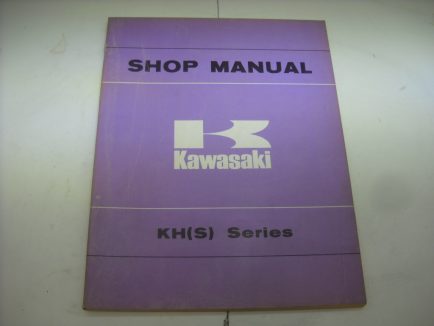 SHOP MANUAL
Kawasaki
KH(S) Series